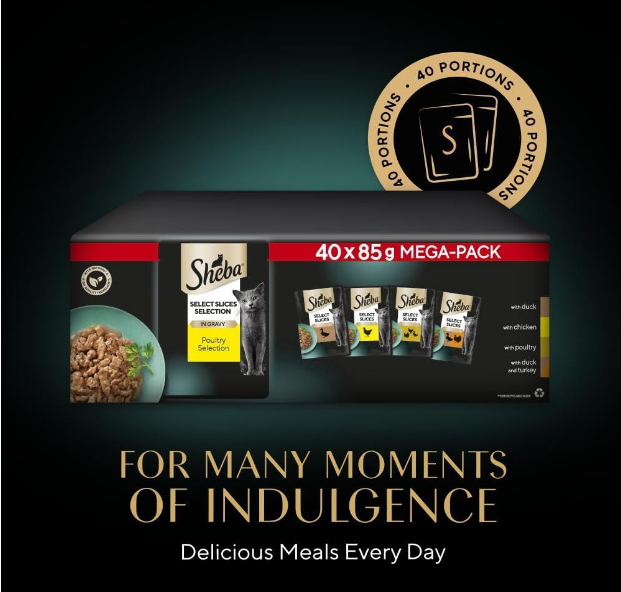 40 PORTIONS • 40 PORTIONS • 40 PORTIONS
S
40x85g MEGA-PACK
Sheba
SELECT SLICES
SELECTION
IN GRAVY
Poultry
Selection
Sheba
SELECT
SLICES
Sheba
SELECT
SLICES
Sheba
SELECT
SLICES
Sheba
SELECT
SLICES
with duck
with chicken
with poultry
with duck
and turkey
FOR MANY MOMENTS
OF INDULGENCE
Delicious Meals Every Day